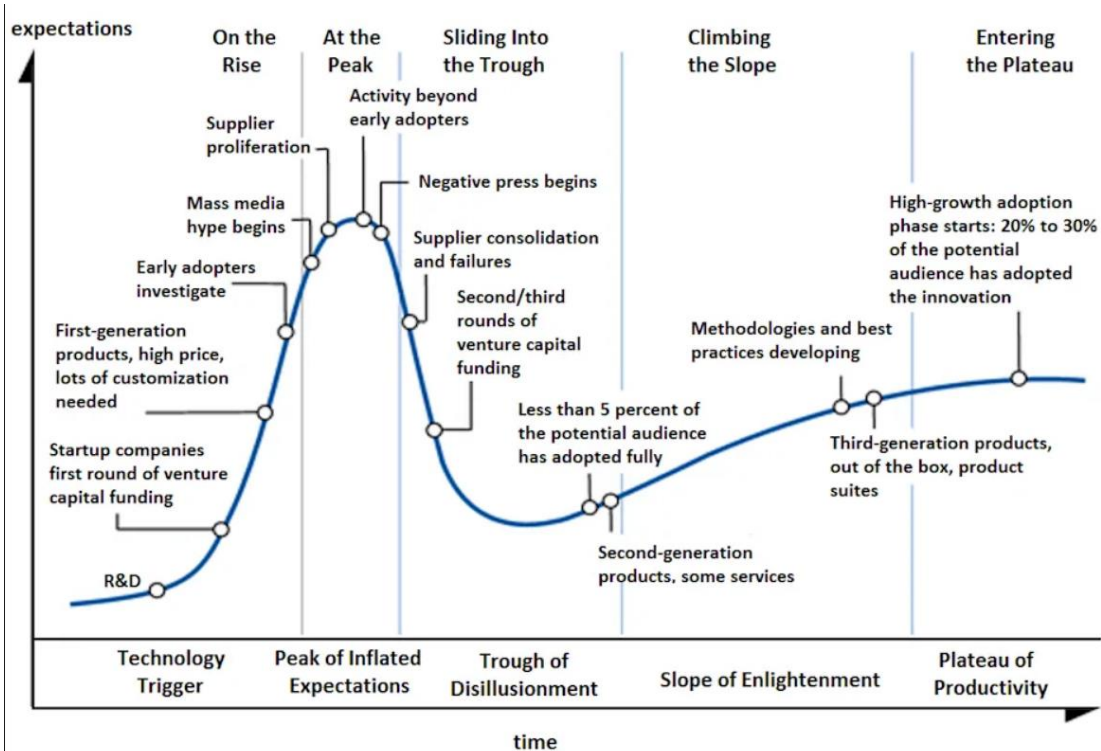 expectations
On the
Rise
At the
Peak
Sliding Into
the Trough
Climbing
the Slope
Entering
the Plateau
Activity beyond
early adopters
Supplier
proliferation
Negative press begins
Mass media
hype begins
Supplier consolidation
and failures
Early adopters
investigate
Second/third
rounds of
venture capital
funding
First-generation
products, high price,
lots of customization
needed
Startup companies
first round of venture
capital funding
R&D
Less than 5 percent of
the potential audience
has adopted fully
Second-generation
products, some services
Methodologies and best
practices developing
Third-generation products,
out of the box, product
suites
High-growth adoption
phase starts: 20% to 30%
of the potential
audience has adopted
the innovation
Technology
Trigger
Peak of Inflated
Expectations
Trough of
Disillusionment
Slope of Enlightenment
Plateau of
Productivity
time